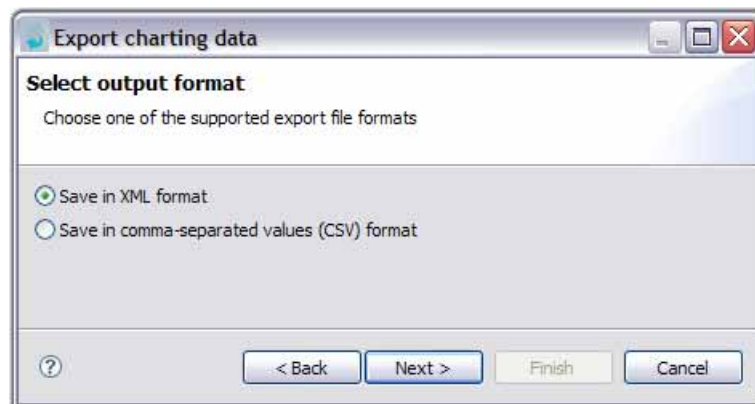 Export charting data
Select output format
Choose one of the supported export file formats
Save in XML format
Save in comma-separated values (CSV) format
?
< Back Next > Finish Cancel